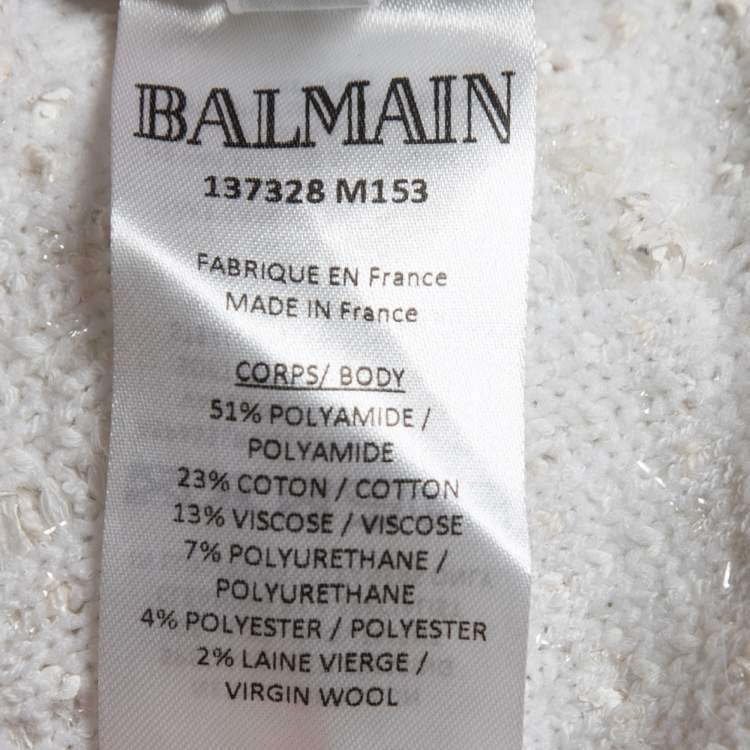 BALMAIN
137328 M153
FABRIQUE EN France
MADE IN France
CORPS/ BODY
51% POLYAMIDE /
POLYAMIDE
23% COTON / COTTON
13% VISCOSE / VISCOSE
7% POLYURETHANE /
POLYURETHANE
4% POLYESTER / POLYESTER
2% LAINE VIERGE /
VIRGIN WOOL